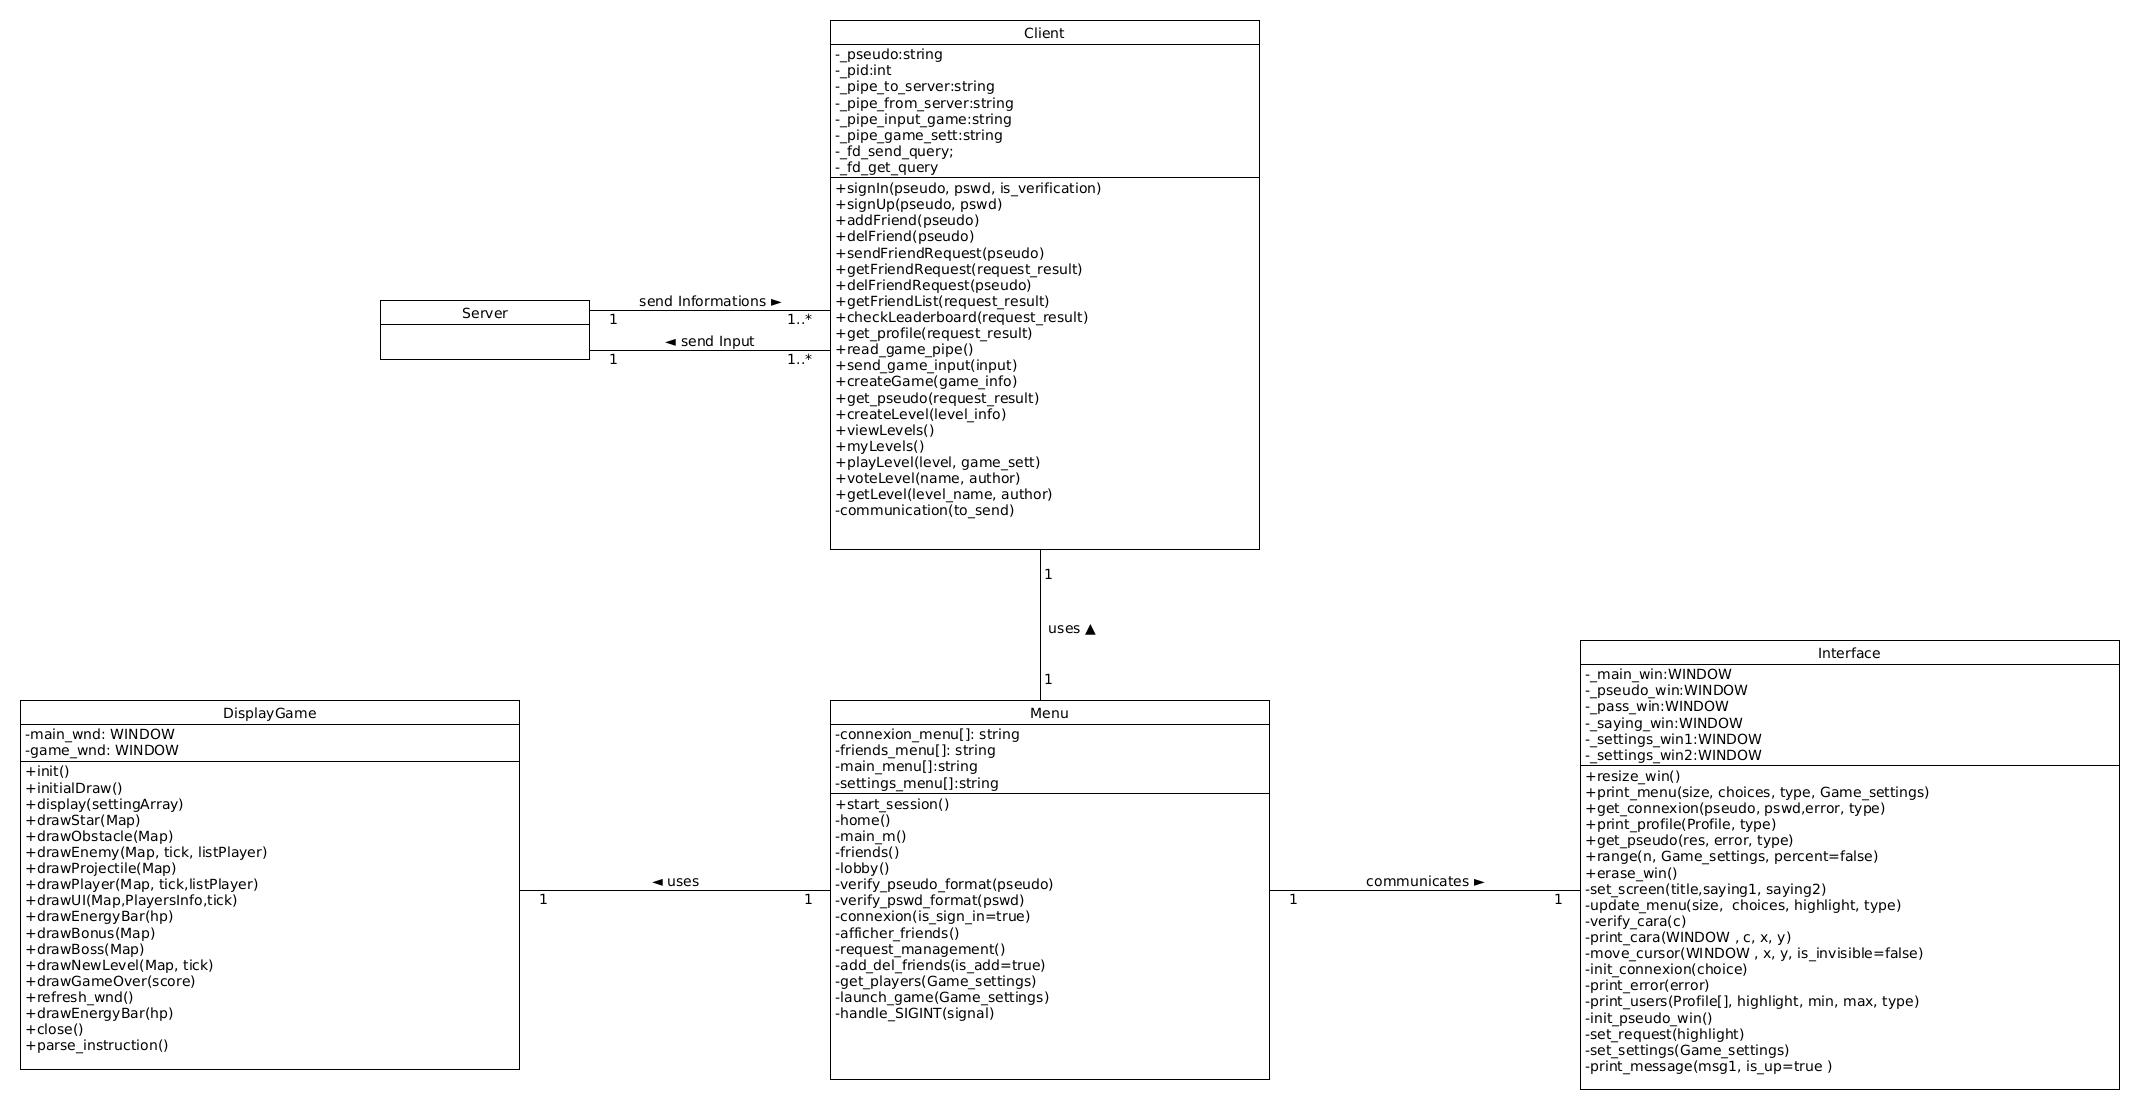 Client
-_pseudo:string
-_pid:int
-_pipe_to_server:string
-_pipe_from_server:string
-_pipe_input_game:string
-_pipe_game_sett:string
-_fd_send_query;
-_fd_get_query
+signIn(pseudo, pswd, is_verification)
+signUp(pseudo, pswd)
+addFriend(pseudo)
+delFriend(pseudo)
+sendFriendRequest(pseudo)
+getFriendRequest(request_result)
+delFriendRequest(pseudo)
+getFriendList(request_result)
+checkLeaderboard(request_result)
+get_profile(request_result)
+read_game_pipe()
+send_game_input(input)
+createGame(game_info)
+get_pseudo(request_result)
+createLevel(level_info)
+viewLevels()
+myLevels()
+playLevel(level, game_sett)
+voteLevel(name, author)
+getLevel(level_name, author)
-communication(to_send)
Server
send Informations ►
1 1..*
◄ send Input
1 1..*
1
uses ▲
1
DisplayGame
-main_wnd: WINDOW
-game_wnd: WINDOW
+init()
+initialDraw()
+display(settingArray)
+drawStar(Map)
+drawObstacle(Map)
+drawEnemy(Map, tick, listPlayer)
+drawProjectile(Map)
+drawPlayer(Map, tick,listPlayer)
+drawUI(Map,PlayersInfo,tick)
+drawEnergyBar(hp)
+drawBonus(Map)
+drawBoss(Map)
+drawNewLevel(Map, tick)
+drawGameOver(score)
+refresh_wnd()
+drawEnergyBar(hp)
+close()
+parse_instruction()
◄ uses
1 1
Menu
-connexion_menu[]: string
-friends_menu[]: string
-main_menu[]:string
-settings_menu[]:string
+start_session()
-home()
-main_m()
-friends()
-lobby()
-verify_pseudo_format(pseudo)
-verify_pswd_format(pswd)
-connexion(is_sign_in=true)
-afficher_friends()
-request_management()
-add_del_friends(is_add=true)
-get_players(Game_settings)
-launch_game(Game_settings)
-handle_SIGINT(signal)
communicates ►
1 1
Interface
-_main_win:WINDOW
-_pseudo_win:WINDOW
-_pass_win:WINDOW
-_saying_win:WINDOW
-_settings_win1:WINDOW
-_settings_win2:WINDOW
+resize_win()
+print_menu(size, choices, type, Game_settings)
+get_connexion(pseudo, pswd,error, type)
+print_profile(Profile, type)
+get_pseudo(res, error, type)
+range(n, Game_settings, percent=false)
+erase_win()
-set_screen(title,saying1, saying2)
-update_menu(size,  choices, highlight, type)
-verify_cara(c)
-print_cara(WINDOW , c, x, y)
-move_cursor(WINDOW , x, y, is_invisible=false)
-init_connexion(choice)
-print_error(error)
-print_users(Profile[], highlight, min, max, type)
-init_pseudo_win()
-set_request(highlight)
-set_settings(Game_settings)
-print_message(msg1, is_up=true )